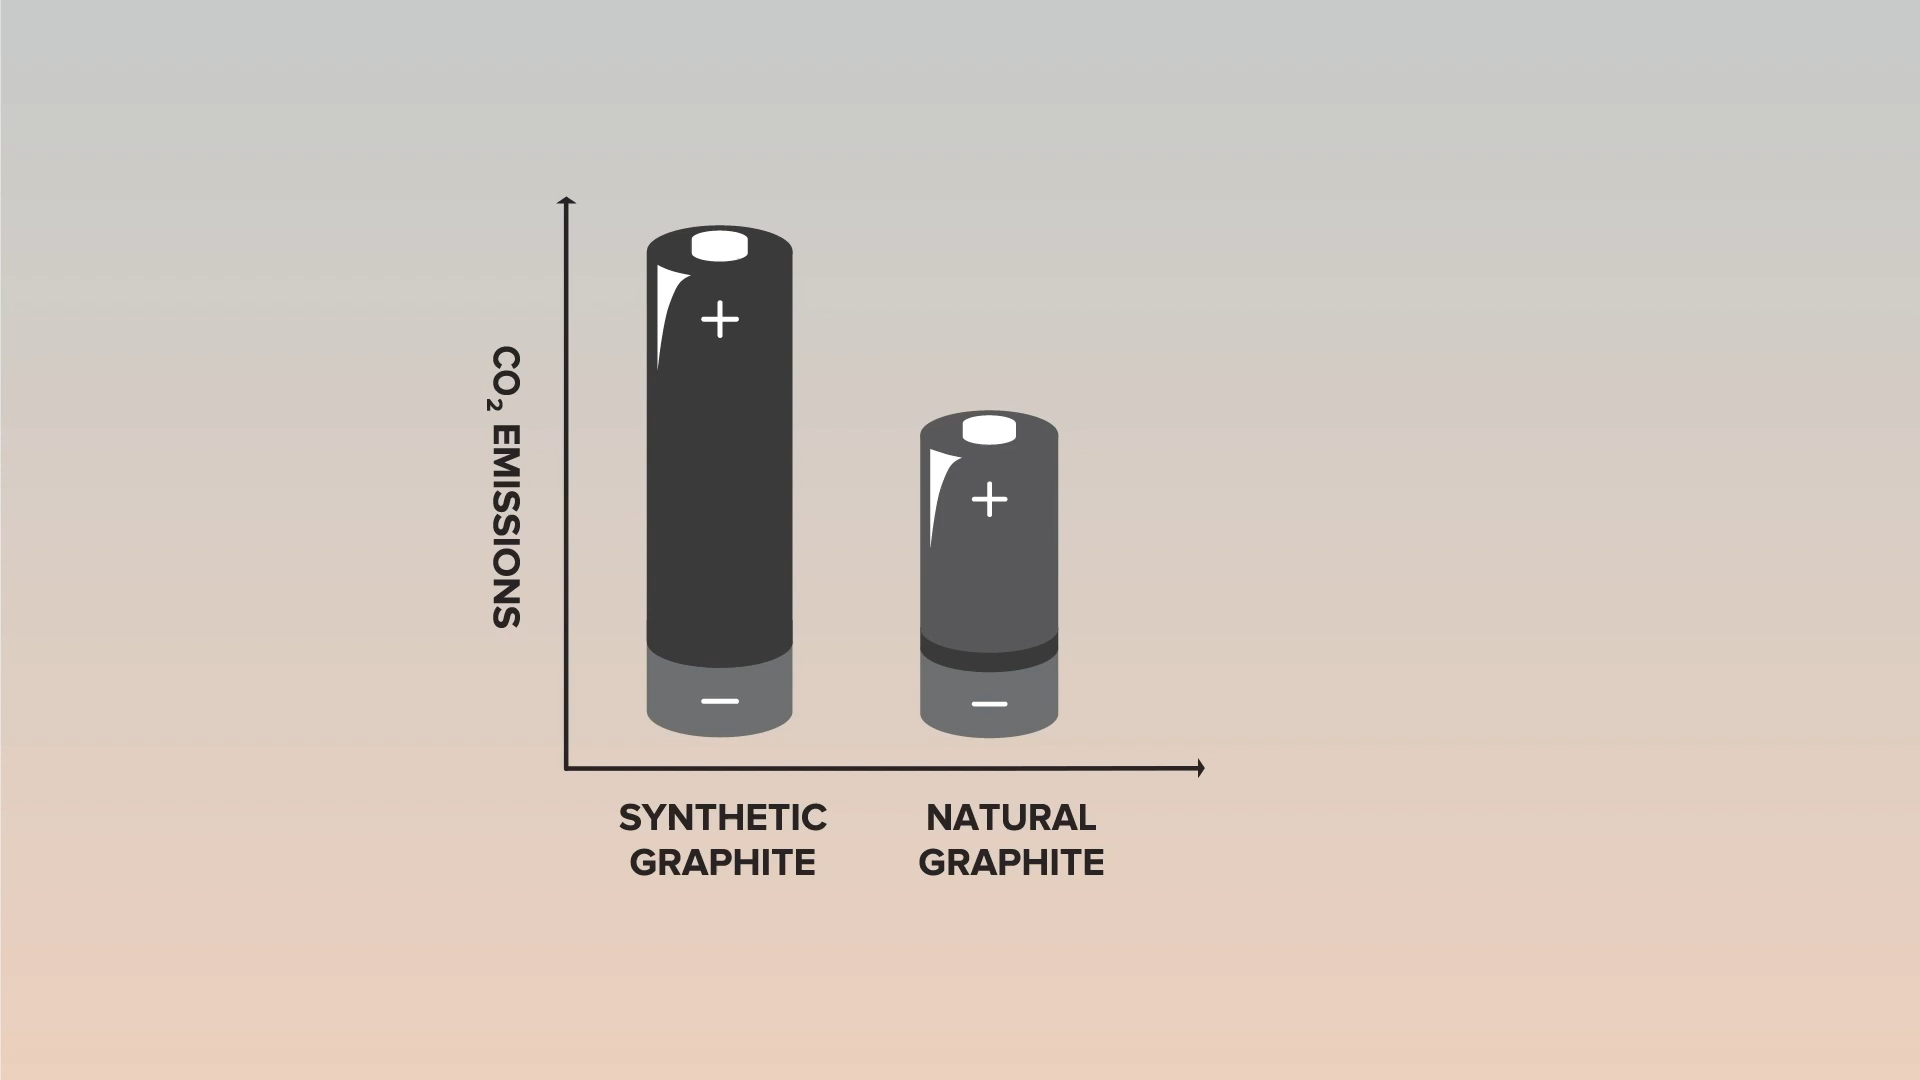 CO₂ EMISSIONS
SYNTHETIC
GRAPHITE
NATURAL
GRAPHITE